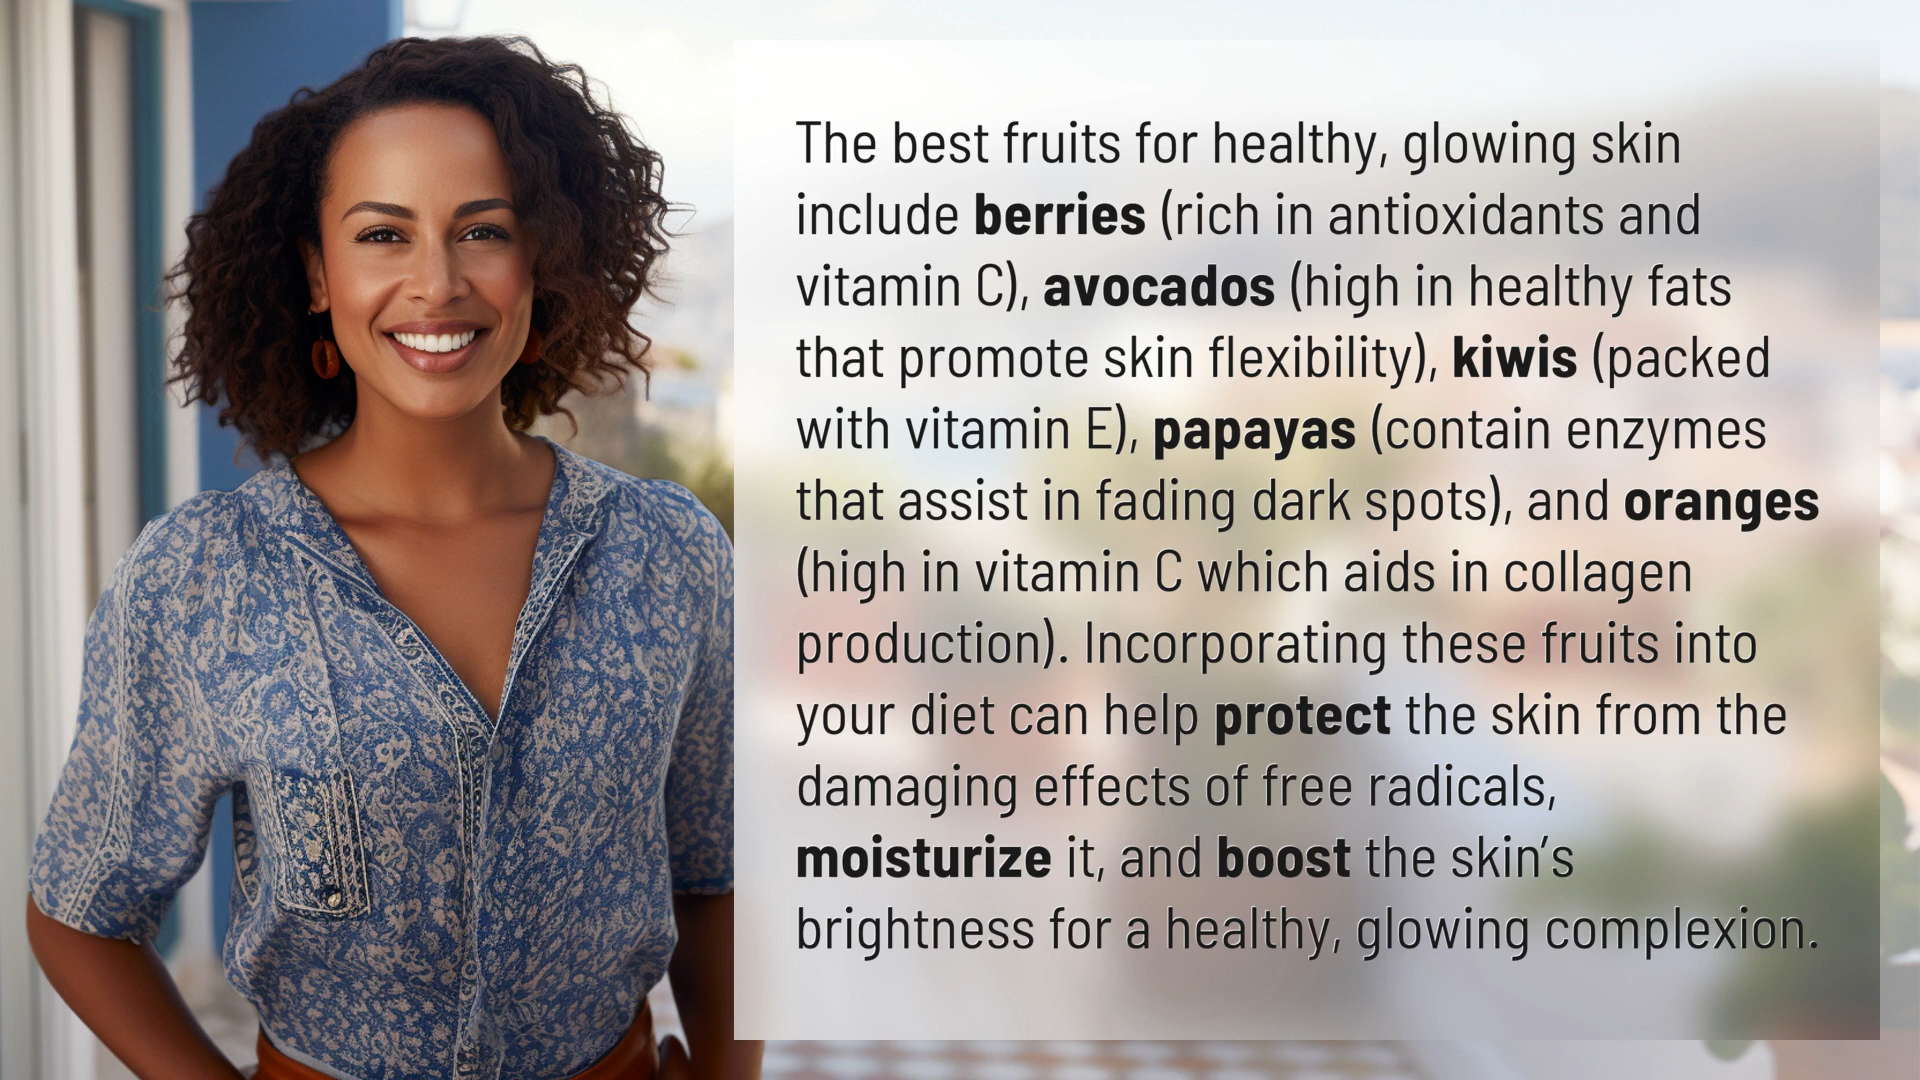 The best fruits for healthy, glowing skin
include berries (rich in antioxidants and
vitamin C), avocados (high in healthy fats
that promote skin flexibility), kiwis (packed
with vitamin E), papayas (contain enzymes
that assist in fading dark spots), and oranges
(high in vitamin C which aids in collagen
production). Incorporating these fruits into
your diet can help protect the skin from the
damaging effects of free radicals,
moisturize it, and boost the skin’s
brightness for a healthy, glowing complexion.